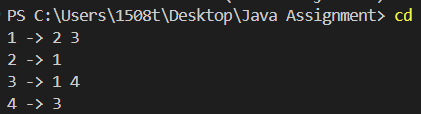 PS C:\Users\1508t\Desktop\Java Assignment> cd
1 -> 2 3
2 -> 1
3 -> 1 4
4 -> 3